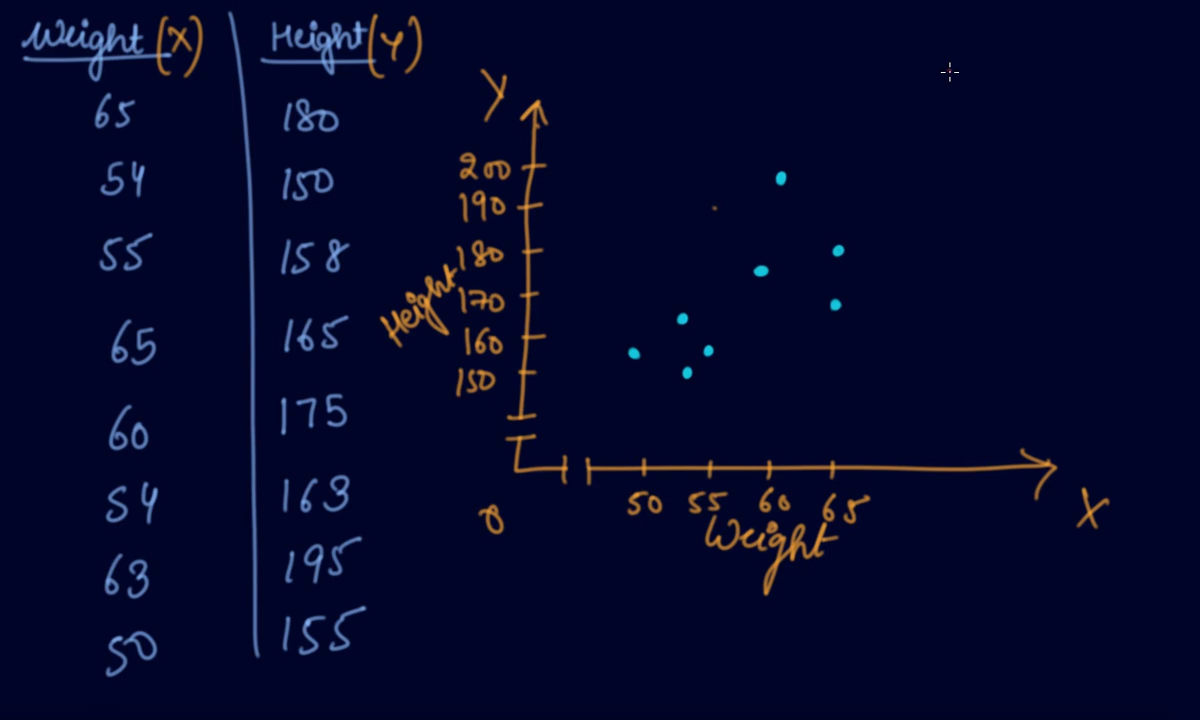 Weight (X) Height (Y)
65 180
54 150
55 158
65 165
60 175
54 163
63 195
50 155
Y
200
190
180
170
160
150
Height
0
50 55 60 65
Weight
X